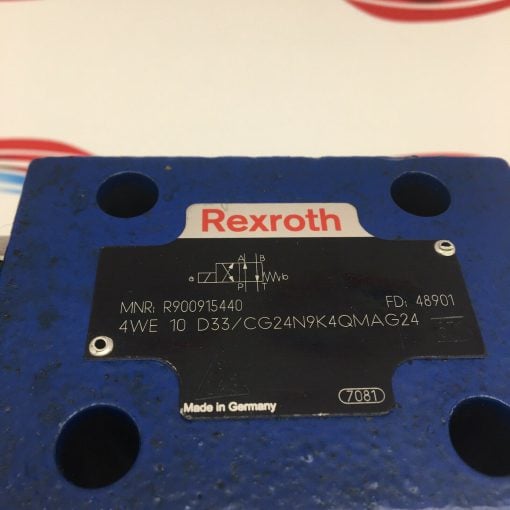 Rexroth
A B
a b
P T
MNR: R900915440 FD: 48901
4WE 10 D33/CG24N9K4QMAG24
Made in Germany
7081